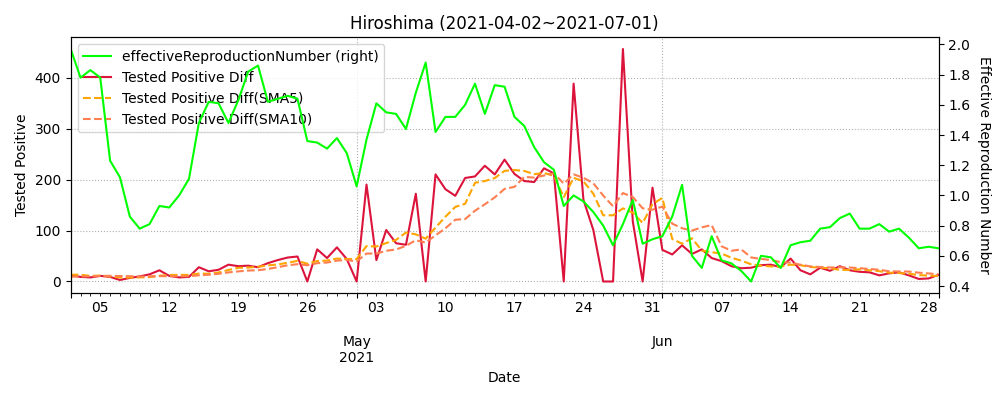 Hiroshima (2021-04-02~2021-07-01)
effectiveReproductionNumber (right)
Tested Positive Diff
Tested Positive Diff(SMA5)
Tested Positive Diff(SMA10)
Tested Positive
400
300
200
100
0
2.0
1.8
1.6
1.4
1.2
1.0
0.8
0.6
0.4
Effective Reproduction Number
05 12 19 26 03 10 17 24 31 07 14 21 28
May Jun
2021
Date